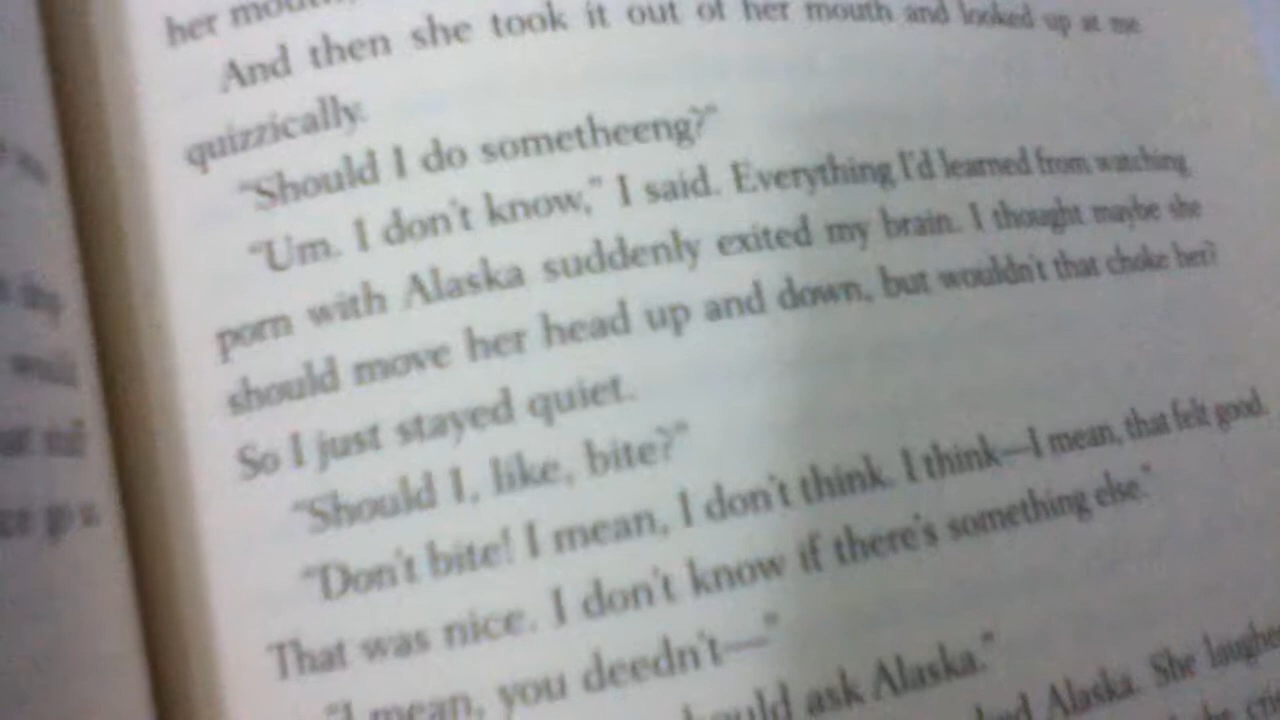 her mouth,
And then she took it out of her mouth and looked up at me
quizzically.
"Should I do sometheeng?"
"Um. I don't know," I said. Everything I'd learned from watching
porn with Alaska suddenly exited my brain. I thought maybe she
should move her head up and down, but wouldn't that choke her?
So I just stayed quiet.
"Should I, like, bite?"
"Don't bite! I mean, I don't think. I think—I mean, that felt good.
That was nice. I don't know if there's something else."
"I mean, you deedn't—"
ould ask Alaska."
Alaska. She laughe